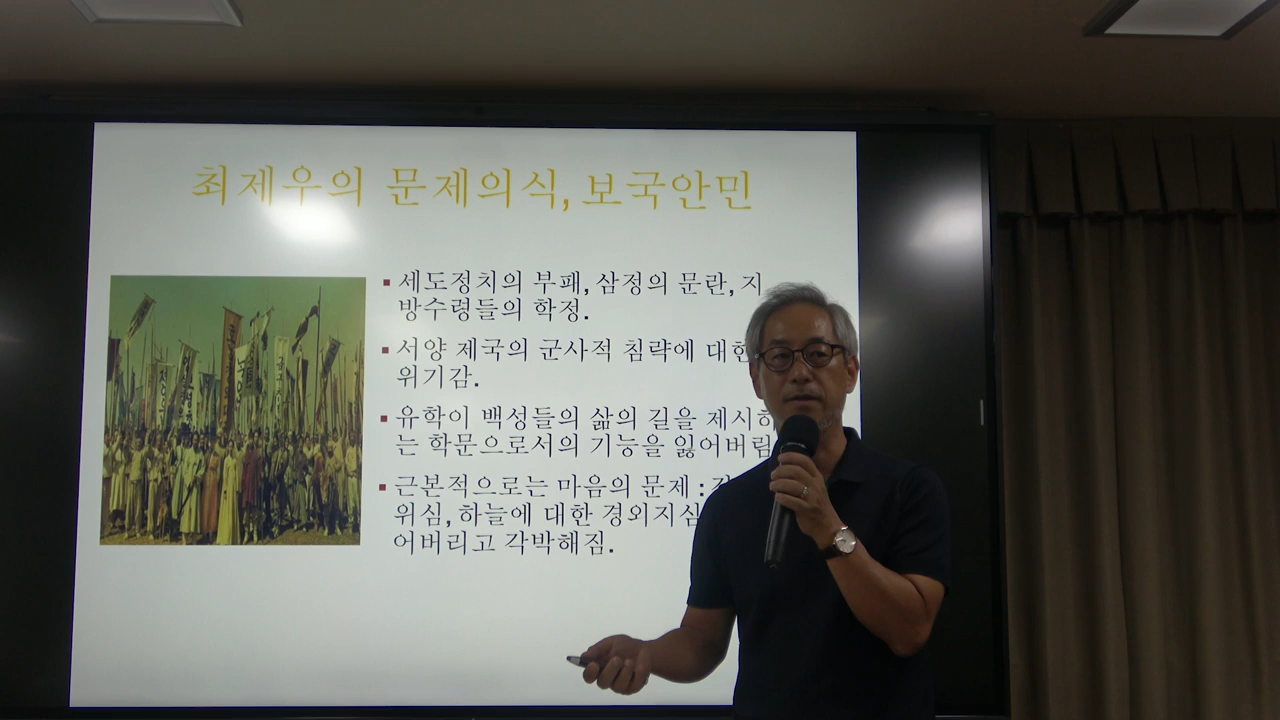 최제우의 문제의식, 보국안민
세도정치의 부패, 삼정의 문란, 지
방수령들의 학정.
서양 제국의 군사적 침략에 대한
위기감.
유학이 백성들의 삶의 길을 제시하
는 학문으로서의 기능을 잃어버림
근본적으로는 마음의 문제 :
위심, 하늘에 대한 경외지심
어버리고 각박해짐.